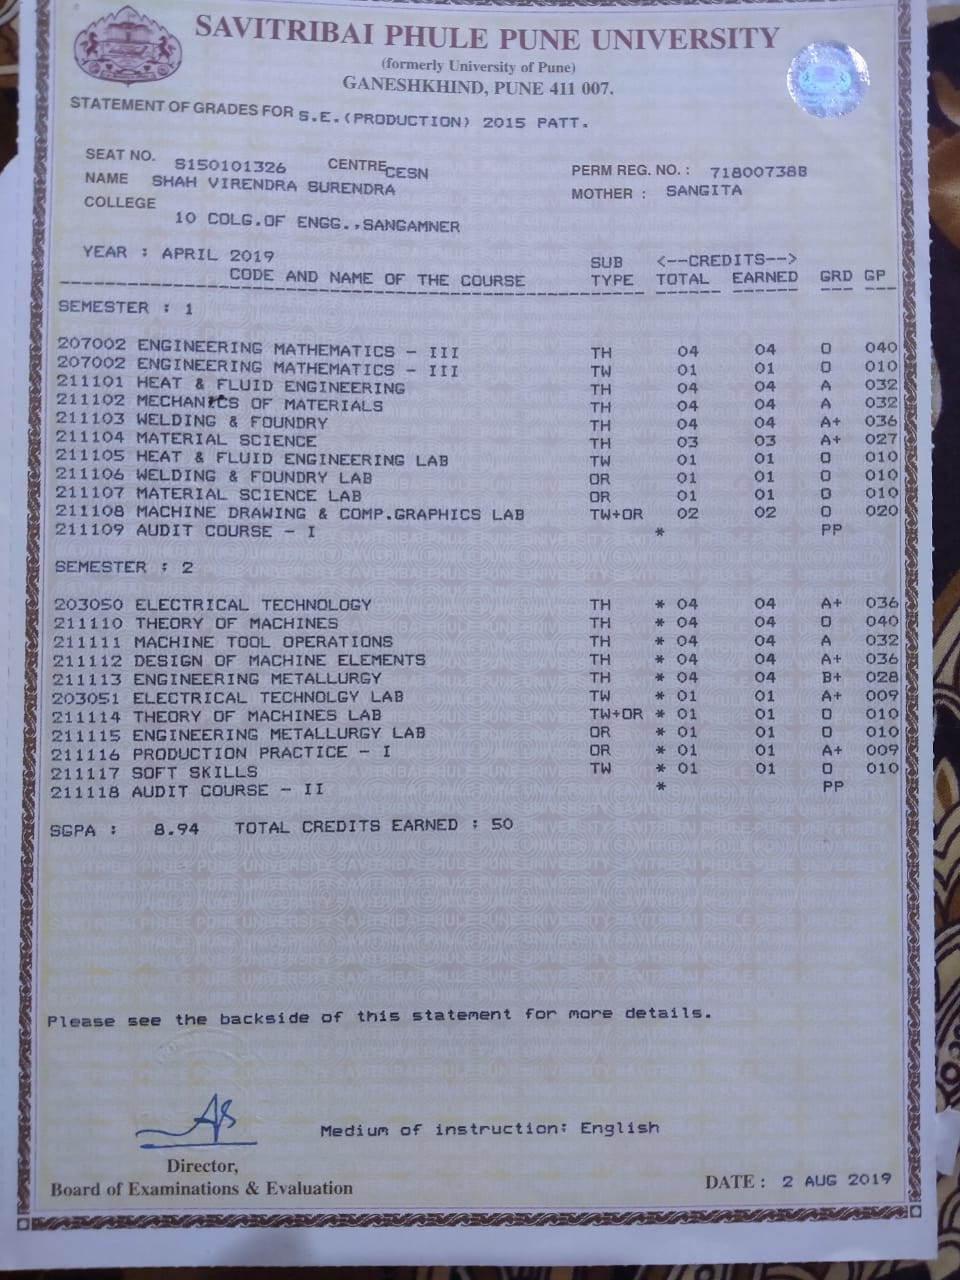 SAVITRIBAI PHULE PUNE UNIVERSITY
(formerly University of Pune)
GANESHKHIND, PUNE 411 007.
STATEMENT OF GRADES FOR S.E.(PRODUCTION) 2015 PATT.
SEAT NO. S150101326 CENTRE CESN PERM REG. NO. : 71800738B
NAME SHAH VIRENDRA SURENDRA MOTHER : SANGITA
COLLEGE
10 COLG.OF ENGG.,SANGAMNER
YEAR : APRIL 2019 SUB <--CREDITS-->
CODE AND NAME OF THE COURSE TYPE TOTAL EARNED GRD GP
SEMESTER : 1
207002 ENGINEERING MATHEMATICS - III TH 04 04 O 040
207002 ENGINEERING MATHEMATICS - III TW 01 01 O 010
211101 HEAT & FLUID ENGINEERING TH 04 04 A 032
211102 MECHANICS OF MATERIALS TH 04 04 A 032
211103 WELDING & FOUNDRY TH 04 04 A+ 036
211104 MATERIAL SCIENCE TH 03 03 A+ 027
211105 HEAT & FLUID ENGINEERING LAB TW 01 01 O 010
211106 WELDING & FOUNDRY LAB OR 01 01 O 010
211107 MATERIAL SCIENCE LAB OR 01 01 O 010
211108 MACHINE DRAWING & COMP.GRAPHICS LAB TW+OR 02 02 O 020
211109 AUDIT COURSE - I * PP
SEMESTER : 2
203050 ELECTRICAL TECHNOLOGY TH * 04 04 A+ 036
211110 THEORY OF MACHINES TH * 04 04 O 040
211111 MACHINE TOOL OPERATIONS TH * 04 04 A 032
211112 DESIGN OF MACHINE ELEMENTS TH * 04 04 A+ 036
211113 ENGINEERING METALLURGY TH * 04 04 B+ 028
203051 ELECTRICAL TECHNOLGY LAB TW * 01 01 A+ 009
211114 THEORY OF MACHINES LAB TW+OR * 01 01 O 010
211115 ENGINEERING METALLURGY LAB OR * 01 01 O 010
211116 PRODUCTION PRACTICE - I OR * 01 01 A+ 009
211117 SOFT SKILLS TW * 01 01 O 010
211118 AUDIT COURSE - II * PP
SGPA : 8.94 TOTAL CREDITS EARNED : 50
Please see the backside of this statement for more details.
Medium of instruction: English
Director,
Board of Examinations & Evaluation
DATE : 2 AUG 2019